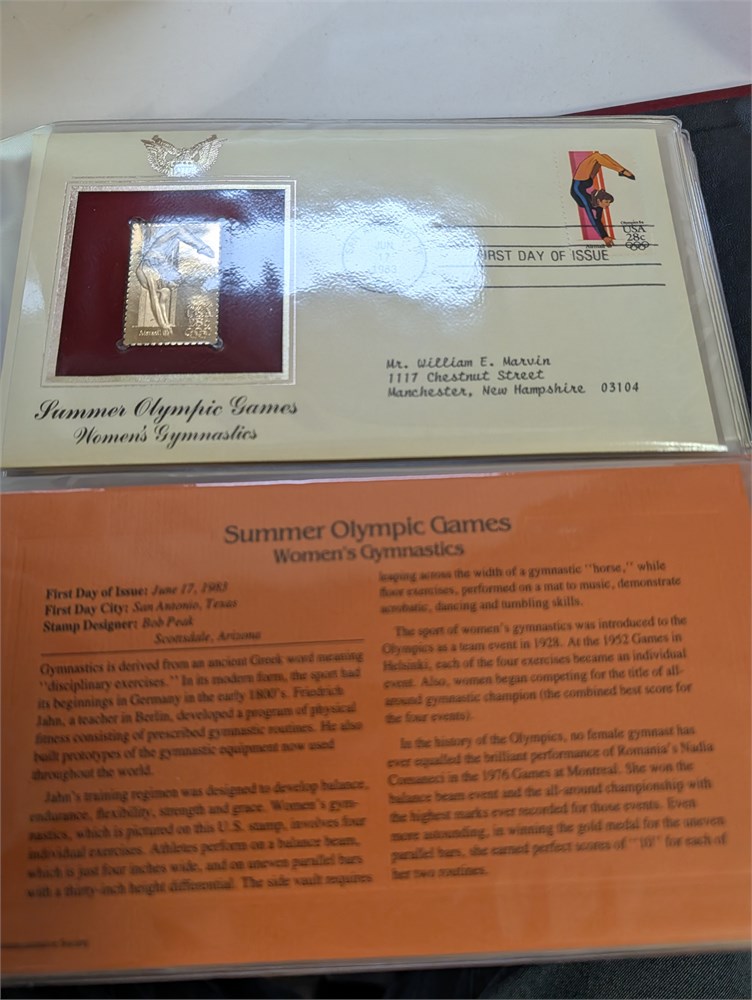 Olympics 84
USA
28c
JUN
17
1983
FIRST DAY OF ISSUE
Mr. William E. Marvin
1117 Chestnut Street
Manchester, New Hampshire 03104
Summer Olympic Games
Women's Gymnastics
Summer Olympic Games
Women's Gymnastics
First Day of Issue: June 17, 1983
First Day City: San Antonio, Texas
Stamp Designer: Bob Peak
Scottsdale, Arizona
Gymnastics is derived from an ancient Greek word meaning
"disciplinary exercises." In its modern form, the sport had
its beginnings in Germany in the early 1800's. Friedrich
Jahn, a teacher in Berlin, developed a program of physical
fitness consisting of prescribed gymnastic routines. He also
built prototypes of the gymnastic equipment now used
throughout the world.
Jahn's training regimen was designed to develop balance,
endurance, flexibility, strength and grace. Women's gym-
nastics, which is pictured on this U.S. stamp, involves four
individual exercises. Athletes perform on a balance beam,
which is just four inches wide, and on uneven parallel bars
with a thirty-inch height differential. The side vault requires
leaping across the width of a gymnastic "horse," while
floor exercises, performed on a mat to music, demonstrate
acrobatic, dancing and tumbling skills.
The sport of women's gymnastics was introduced to the
Olympics as a team event in 1928. At the 1952 Games in
Helsinki, each of the four exercises became an individual
event. Also, women began competing for the title of all-
around gymnastic champion (the combined best score for
the four events).
In the history of the Olympics, no female gymnast has
ever equalled the brilliant performance of Romania's Nadia
Comaneci in the 1976 Games at Montreal. She won the
balance beam event and the all-around championship with
the highest marks ever recorded for those events. Even
more astounding, in winning the gold medal for the uneven
parallel bars, she earned perfect scores of "10" for each of
her two routines.